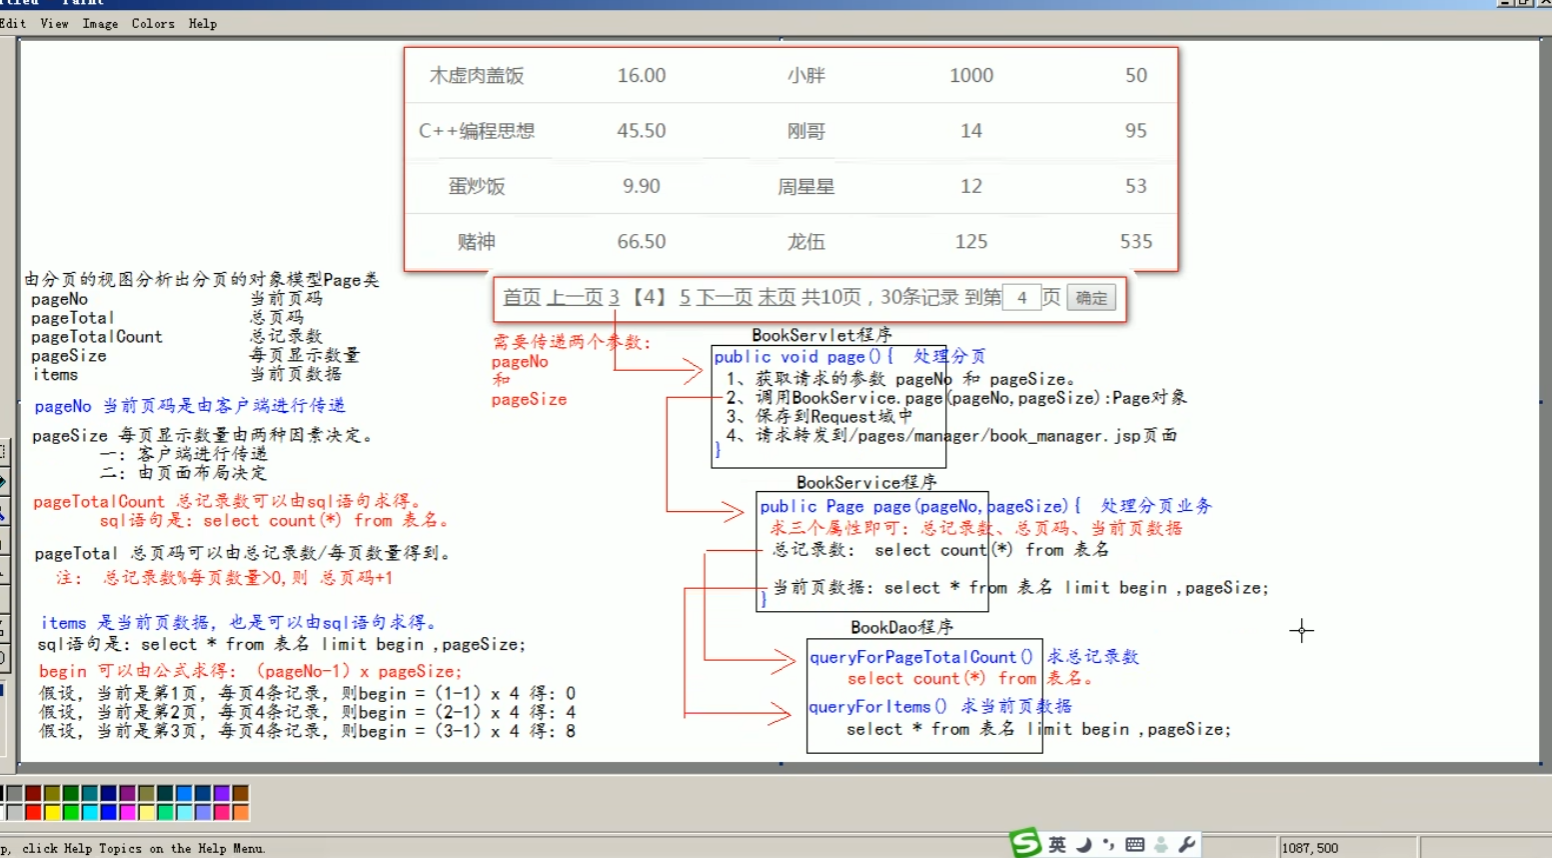 Edit View Image Colors Help
木虚肉盖饭 16.00 小胖 1000 50
C++编程思想 45.50 刚哥 14 95
蛋炒饭 9.90 周星星 12 53
赌神 66.50 龙伍 125 535
首页 上一页 3 【4】 5 下一页 末页 共10页，30条记录 到第 4 页 确定
由分页的视图分析出分页的对象模型Page类
pageNo 当前页码
pageTotal 总页码
pageTotalCount 总记录数
pageSize 每页显示数量
items 当前页数据
pageNo 当前页码是由客户端进行传递
pageSize 每页显示数量由两种因素决定。
一：客户端进行传递
二：由页面布局决定
pageTotalCount 总记录数可以由sql语句求得。
sql语句是：select count(*) from 表名。
pageTotal 总页码可以由总记录数/每页数量得到。
注： 总记录数%每页数量>0,则 总页码+1
items 是当前页数据，也是可以由sql语句求得。
sql语句是：select * from 表名 limit begin ,pageSize;
begin 可以由公式求得：（pageNo-1）x pageSize;
假设，当前是第1页，每页4条记录，则begin =（1-1）x 4 得：0
假设，当前是第2页，每页4条记录，则begin =（2-1）x 4 得：4
假设，当前是第3页，每页4条记录，则begin =（3-1）x 4 得：8
需要传递两个参数：
pageNo
和
pageSize
BookServlet程序
public void page(){ 处理分页
1、获取请求的参数 pageNo 和 pageSize。
2、调用BookService.page(pageNo,pageSize):Page对象
3、保存到Request域中
4、请求转发到/pages/manager/book_manager.jsp页面
}
BookService程序
public Page page(pageNo,pageSize){ 处理分页业务
求三个属性即可：总记录数、总页码、当前页数据
总记录数： select count(*) from 表名
当前页数据：select * from 表名 limit begin ,pageSize;
}
BookDao程序
queryForPageTotalCount() 求总记录数
select count(*) from 表名。
queryForItems() 求当前页数据
select * from 表名 limit begin ,pageSize;
p, click Help Topics on the Help Menu.
英
1087,500